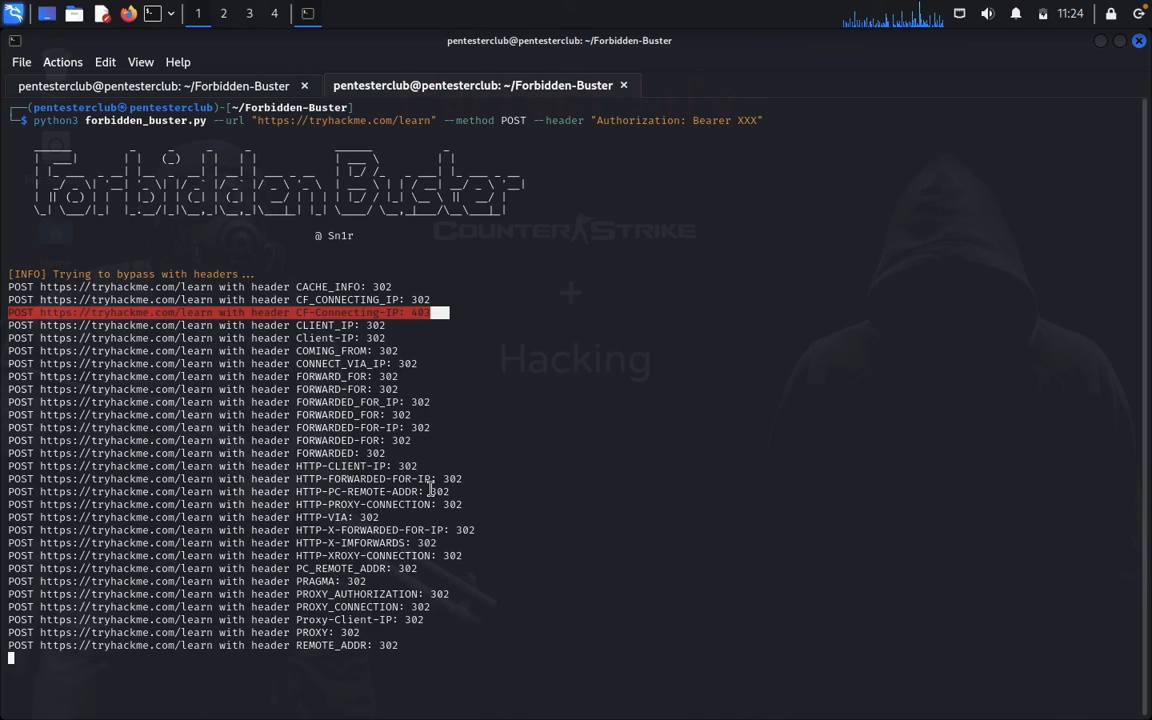 1 2 3 4
11:24
pentesterclub@pentesterclub: ~/Forbidden-Buster
File Actions Edit View Help
pentesterclub@pentesterclub: ~/Forbidden-Buster × pentesterclub@pentesterclub: ~/Forbidden-Buster ×
┌──(pentesterclub㉿pentesterclub)-[~/Forbidden-Buster]
└─$ python3 forbidden_buster.py --url "https://tryhackme.com/learn" --method POST --header "Authorization: Bearer XXX"
Forbidden Buster
@ Sn1r
COUNTER STRIKE
+
Hacking
[INFO] Trying to bypass with headers...
POST https://tryhackme.com/learn with header CACHE_INFO: 302
POST https://tryhackme.com/learn with header CF_CONNECTING_IP: 302
POST https://tryhackme.com/learn with header CF-Connecting-IP: 403
POST https://tryhackme.com/learn with header CLIENT_IP: 302
POST https://tryhackme.com/learn with header Client-IP: 302
POST https://tryhackme.com/learn with header COMING_FROM: 302
POST https://tryhackme.com/learn with header CONNECT_VIA_IP: 302
POST https://tryhackme.com/learn with header FORWARD_FOR: 302
POST https://tryhackme.com/learn with header FORWARD-FOR: 302
POST https://tryhackme.com/learn with header FORWARDED_FOR_IP: 302
POST https://tryhackme.com/learn with header FORWARDED_FOR: 302
POST https://tryhackme.com/learn with header FORWARDED-FOR-IP: 302
POST https://tryhackme.com/learn with header FORWARDED-FOR: 302
POST https://tryhackme.com/learn with header FORWARDED: 302
POST https://tryhackme.com/learn with header HTTP-CLIENT-IP: 302
POST https://tryhackme.com/learn with header HTTP-FORWARDED-FOR-IP: 302
POST https://tryhackme.com/learn with header HTTP-PC-REMOTE-ADDR: 302
POST https://tryhackme.com/learn with header HTTP-PROXY-CONNECTION: 302
POST https://tryhackme.com/learn with header HTTP-VIA: 302
POST https://tryhackme.com/learn with header HTTP-X-FORWARDED-FOR-IP: 302
POST https://tryhackme.com/learn with header HTTP-X-IMFORWARDS: 302
POST https://tryhackme.com/learn with header HTTP-XROXY-CONNECTION: 302
POST https://tryhackme.com/learn with header PC_REMOTE_ADDR: 302
POST https://tryhackme.com/learn with header PRAGMA: 302
POST https://tryhackme.com/learn with header PROXY_AUTHORIZATION: 302
POST https://tryhackme.com/learn with header PROXY_CONNECTION: 302
POST https://tryhackme.com/learn with header Proxy-Client-IP: 302
POST https://tryhackme.com/learn with header PROXY: 302
POST https://tryhackme.com/learn with header REMOTE_ADDR: 302